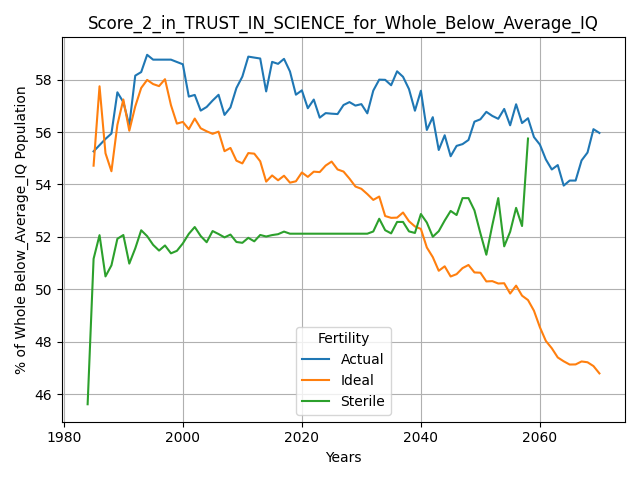 Score_2_in_TRUST_IN_SCIENCE_for_Whole_Below_Average_IQ
% of Whole Below_Average_IQ Population
58
56
54
52
50
48
46
Fertility
Actual
Ideal
Sterile
1980
2000
2020
2040
2060
Years